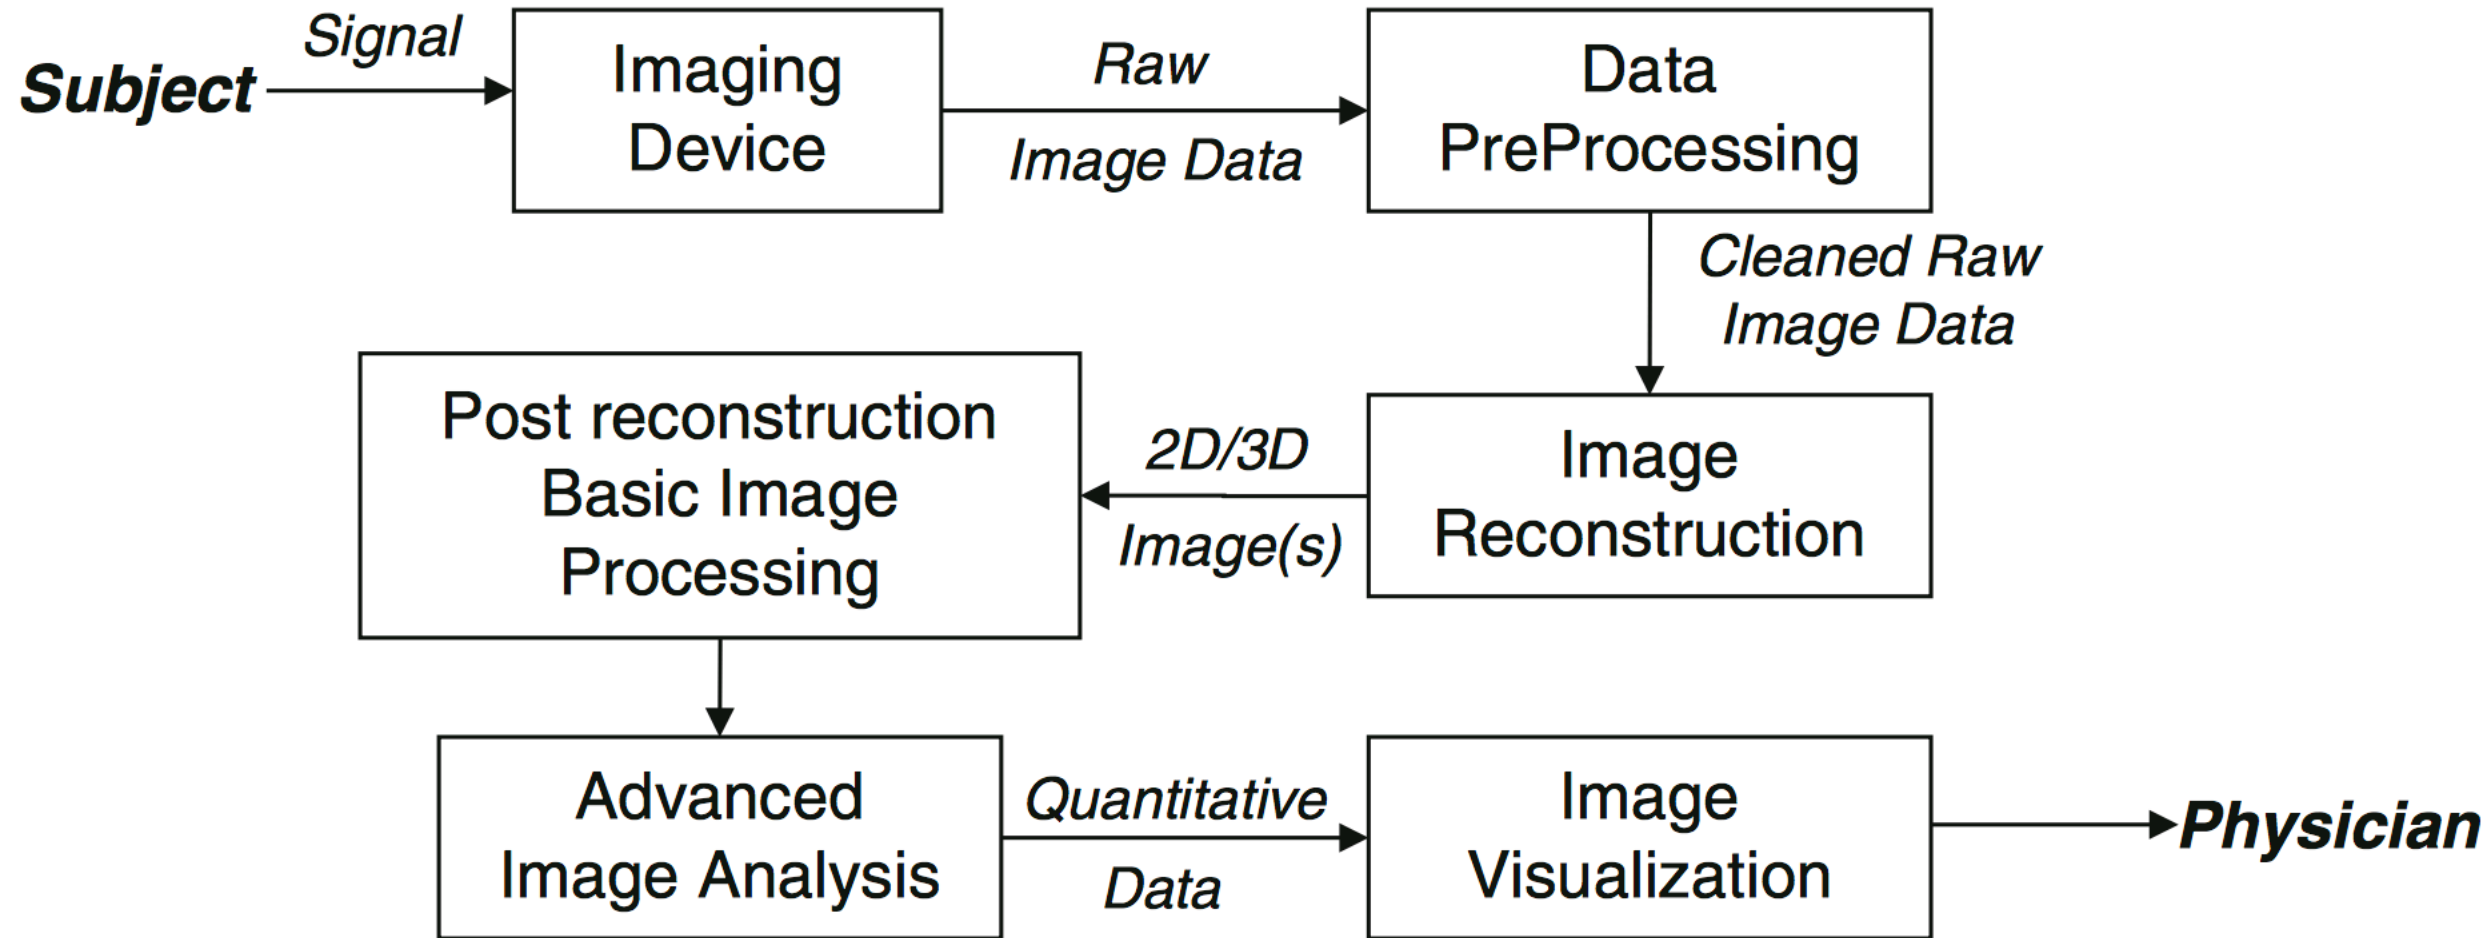 Subject
Signal
Imaging
Device
Raw
Image Data
Data
PreProcessing
Cleaned Raw
Image Data
Image
Reconstruction
2D/3D
Image(s)
Post reconstruction
Basic Image
Processing
Advanced
Image Analysis
Quantitative
Data
Image
Visualization
Physician